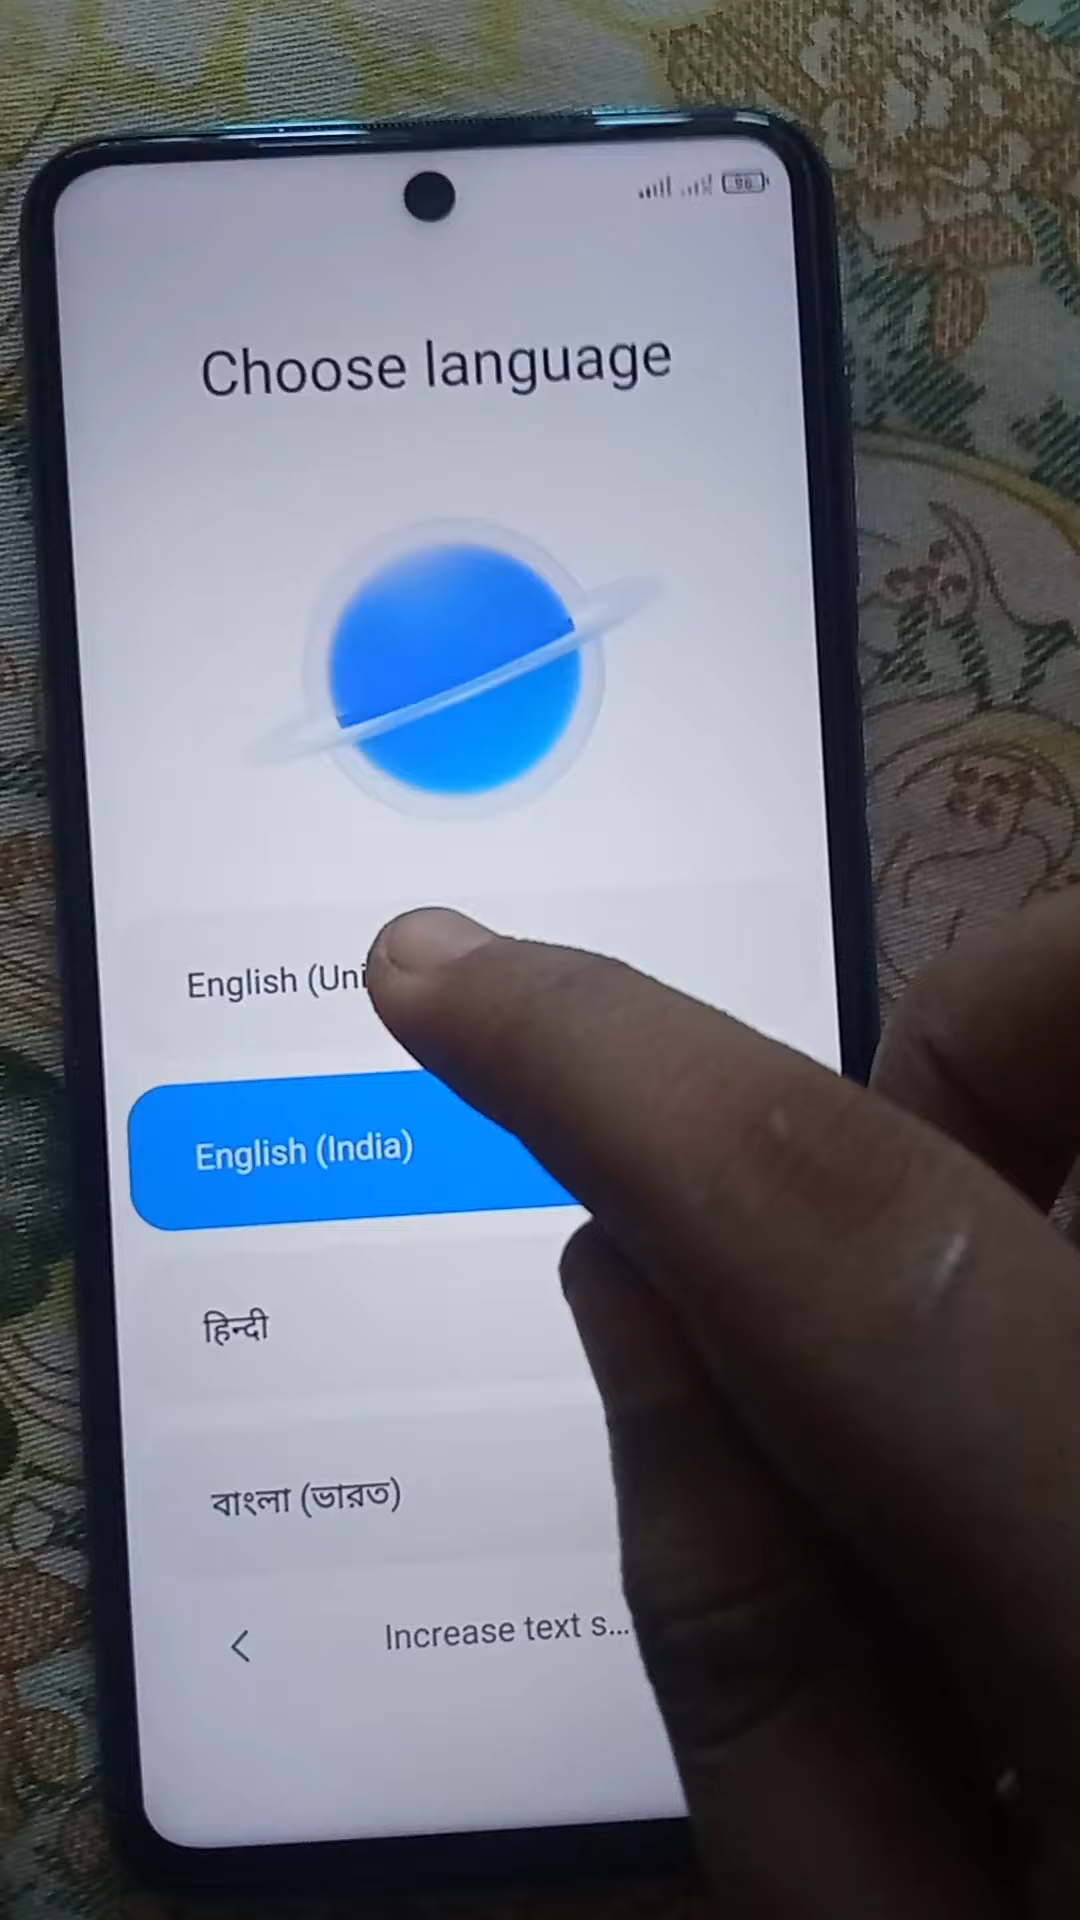 Choose language
English (Uni
English (India)
हिन्दी
বাংলা (ভারত)
Increase text s...